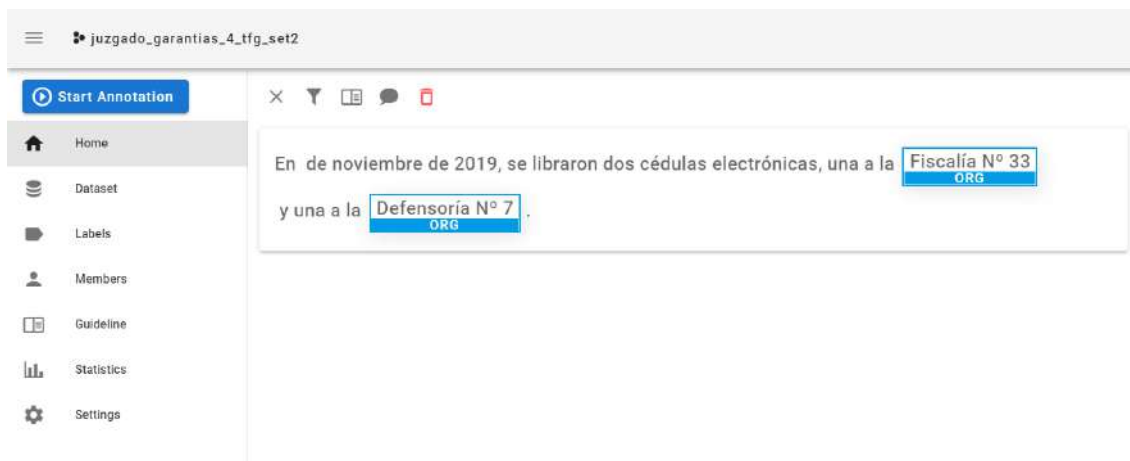 juzgado_garantias_4_tfg_set2
Start Annotation
Home
Dataset
Labels
Members
Guideline
Statistics
Settings
En de noviembre de 2019, se libraron dos cédulas electrónicas, una a la Fiscalía Nº 33
ORG
y una a la Defensoría Nº 7 .
ORG